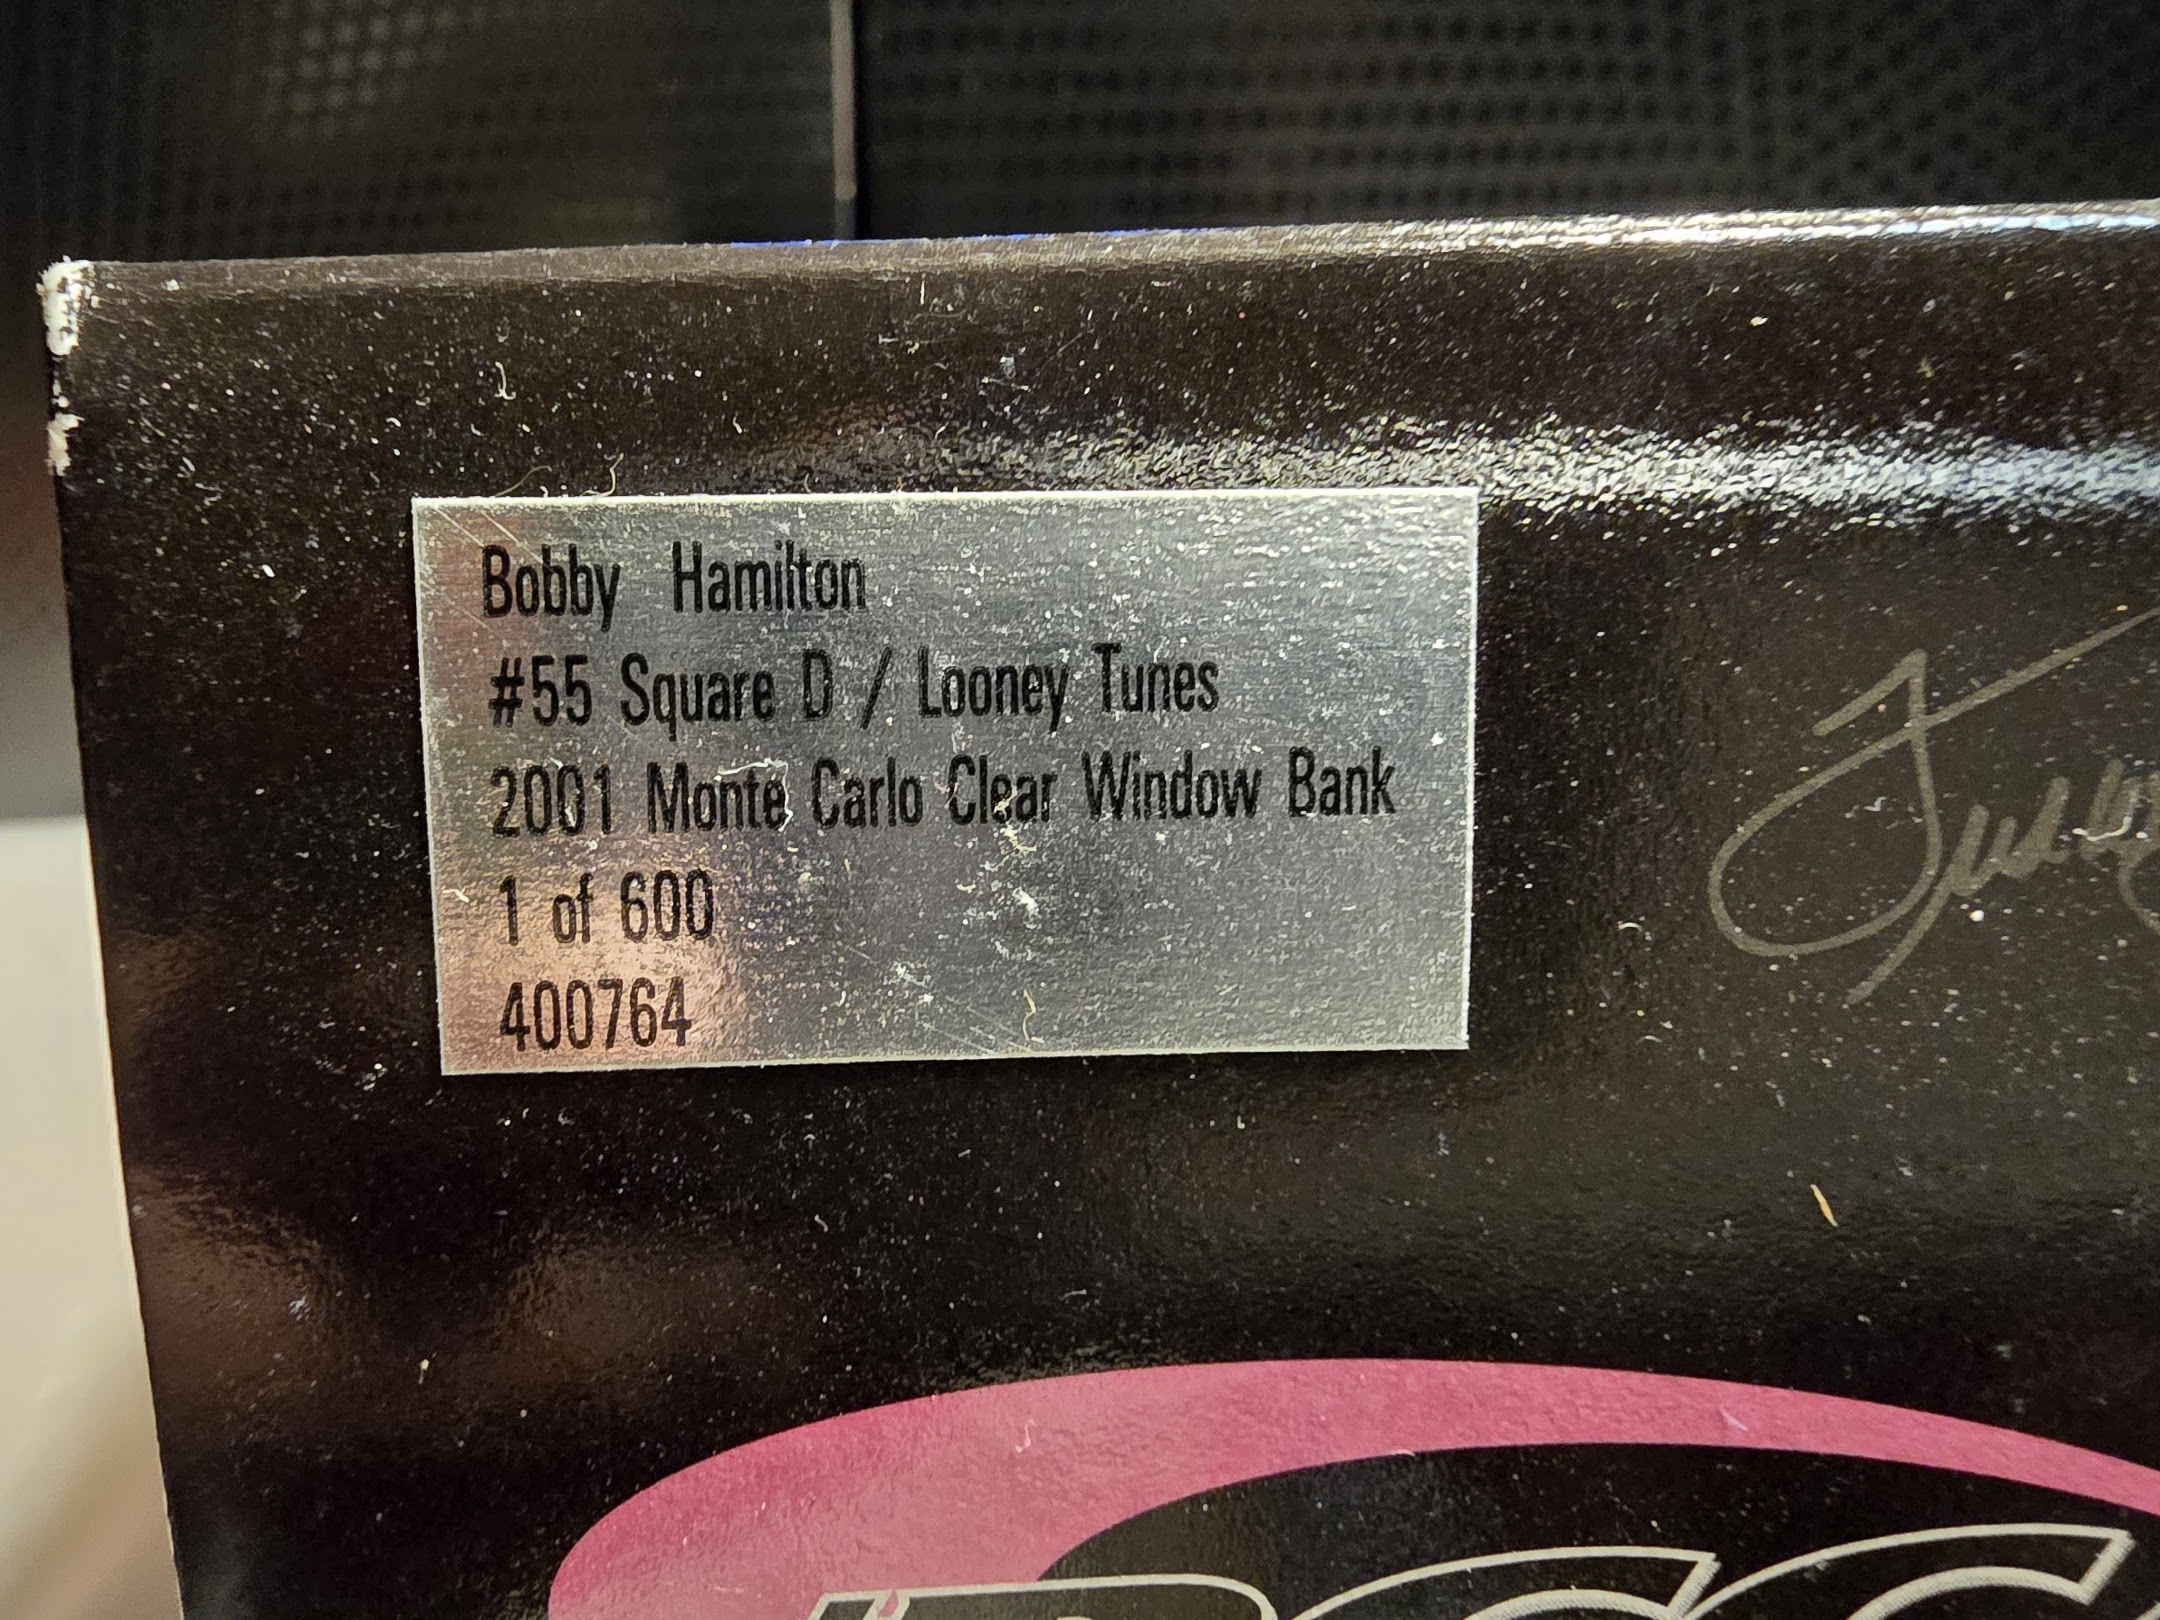 Bobby Hamilton
#55 Square D / Looney Tunes
2001 Monte Carlo Clear Window Bank
1 of 600
400764